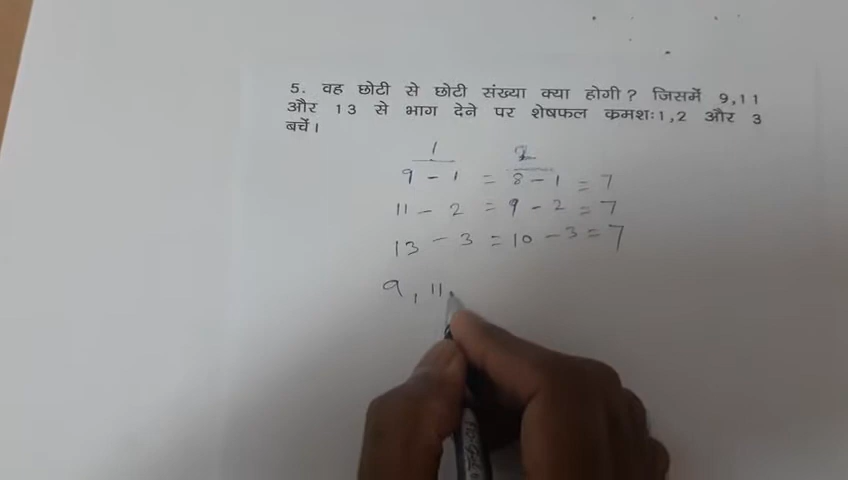 5. वह छोटी से छोटी संख्या क्या होगी? जिसमें 9,11
और 13 से भाग देने पर शेषफल क्रमशः1,2 और 3
बचें।
1
9 - 1 = 8 - 1 = 7
11 - 2 = 9 - 2 = 7
13 - 3 = 10 - 3 = 7
9, 11,